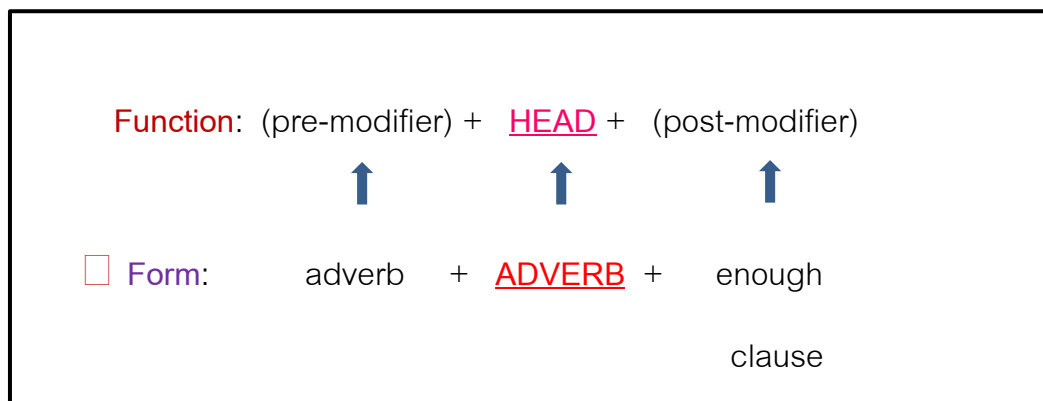 Function: (pre-modifier) + HEAD + (post-modifier)
Form: adverb + ADVERB + enough
clause